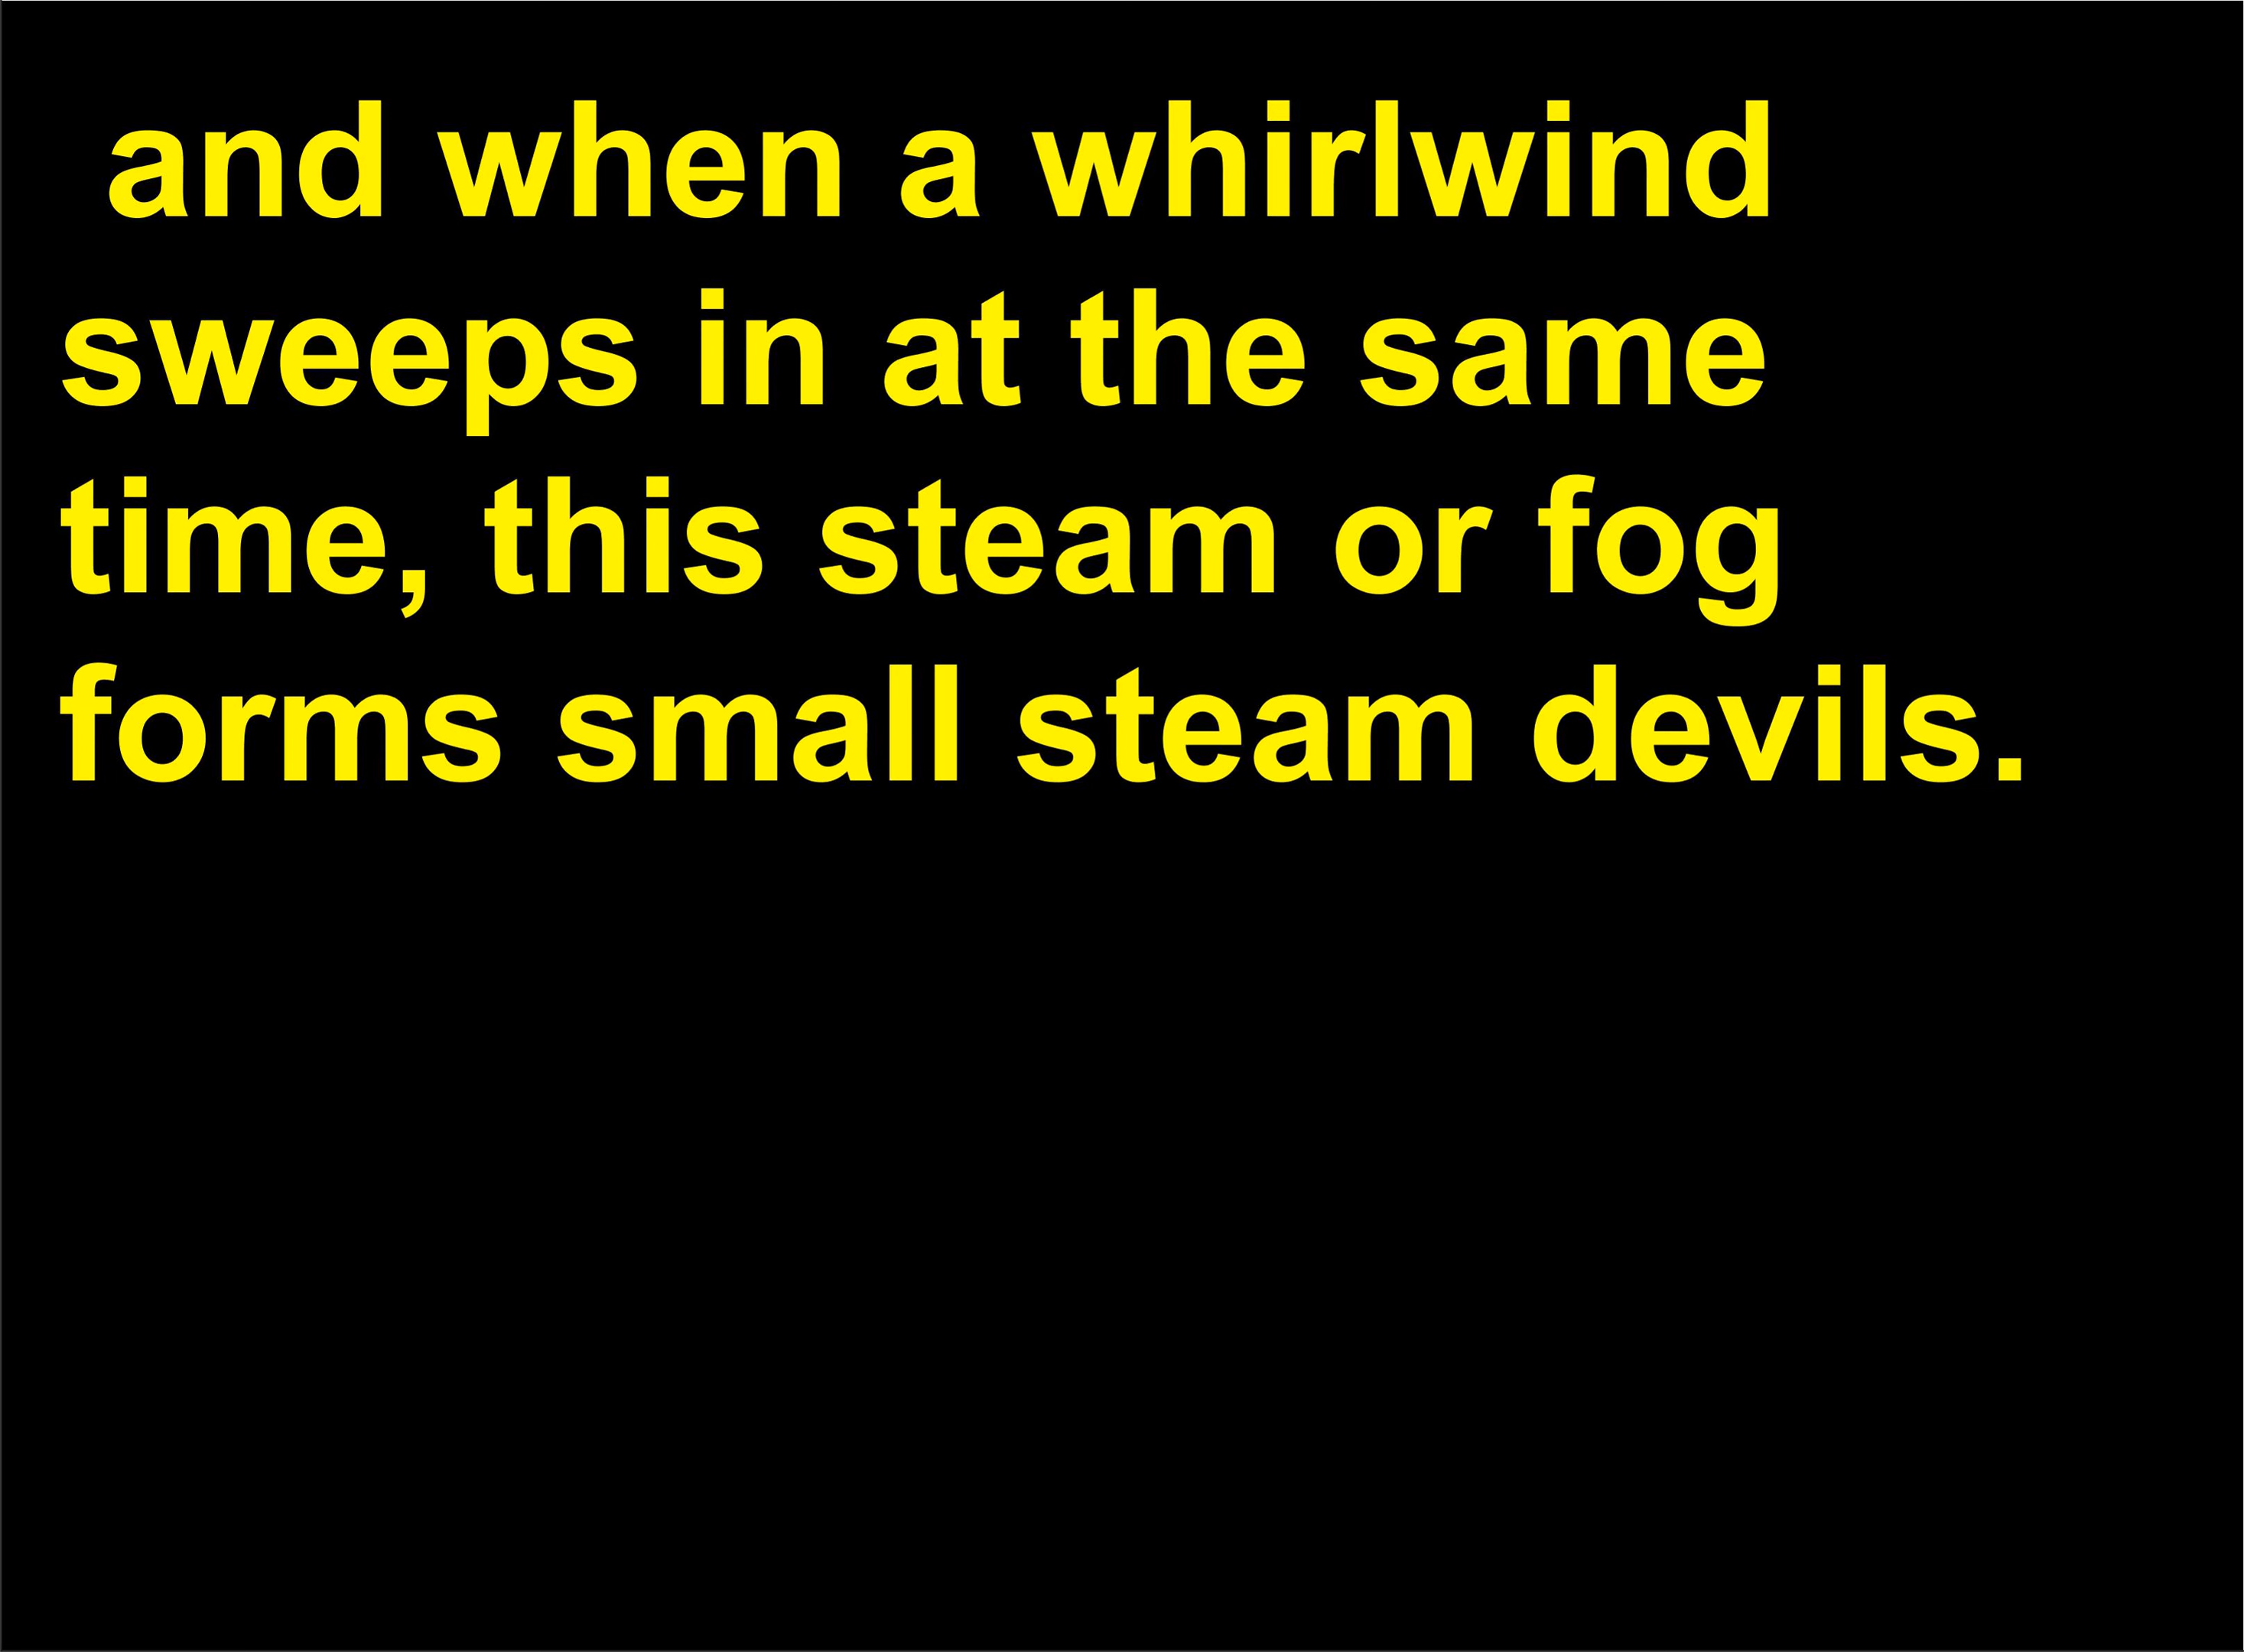 and when a whirlwind
sweeps in at the same
time, this steam or fog
forms small steam devils.